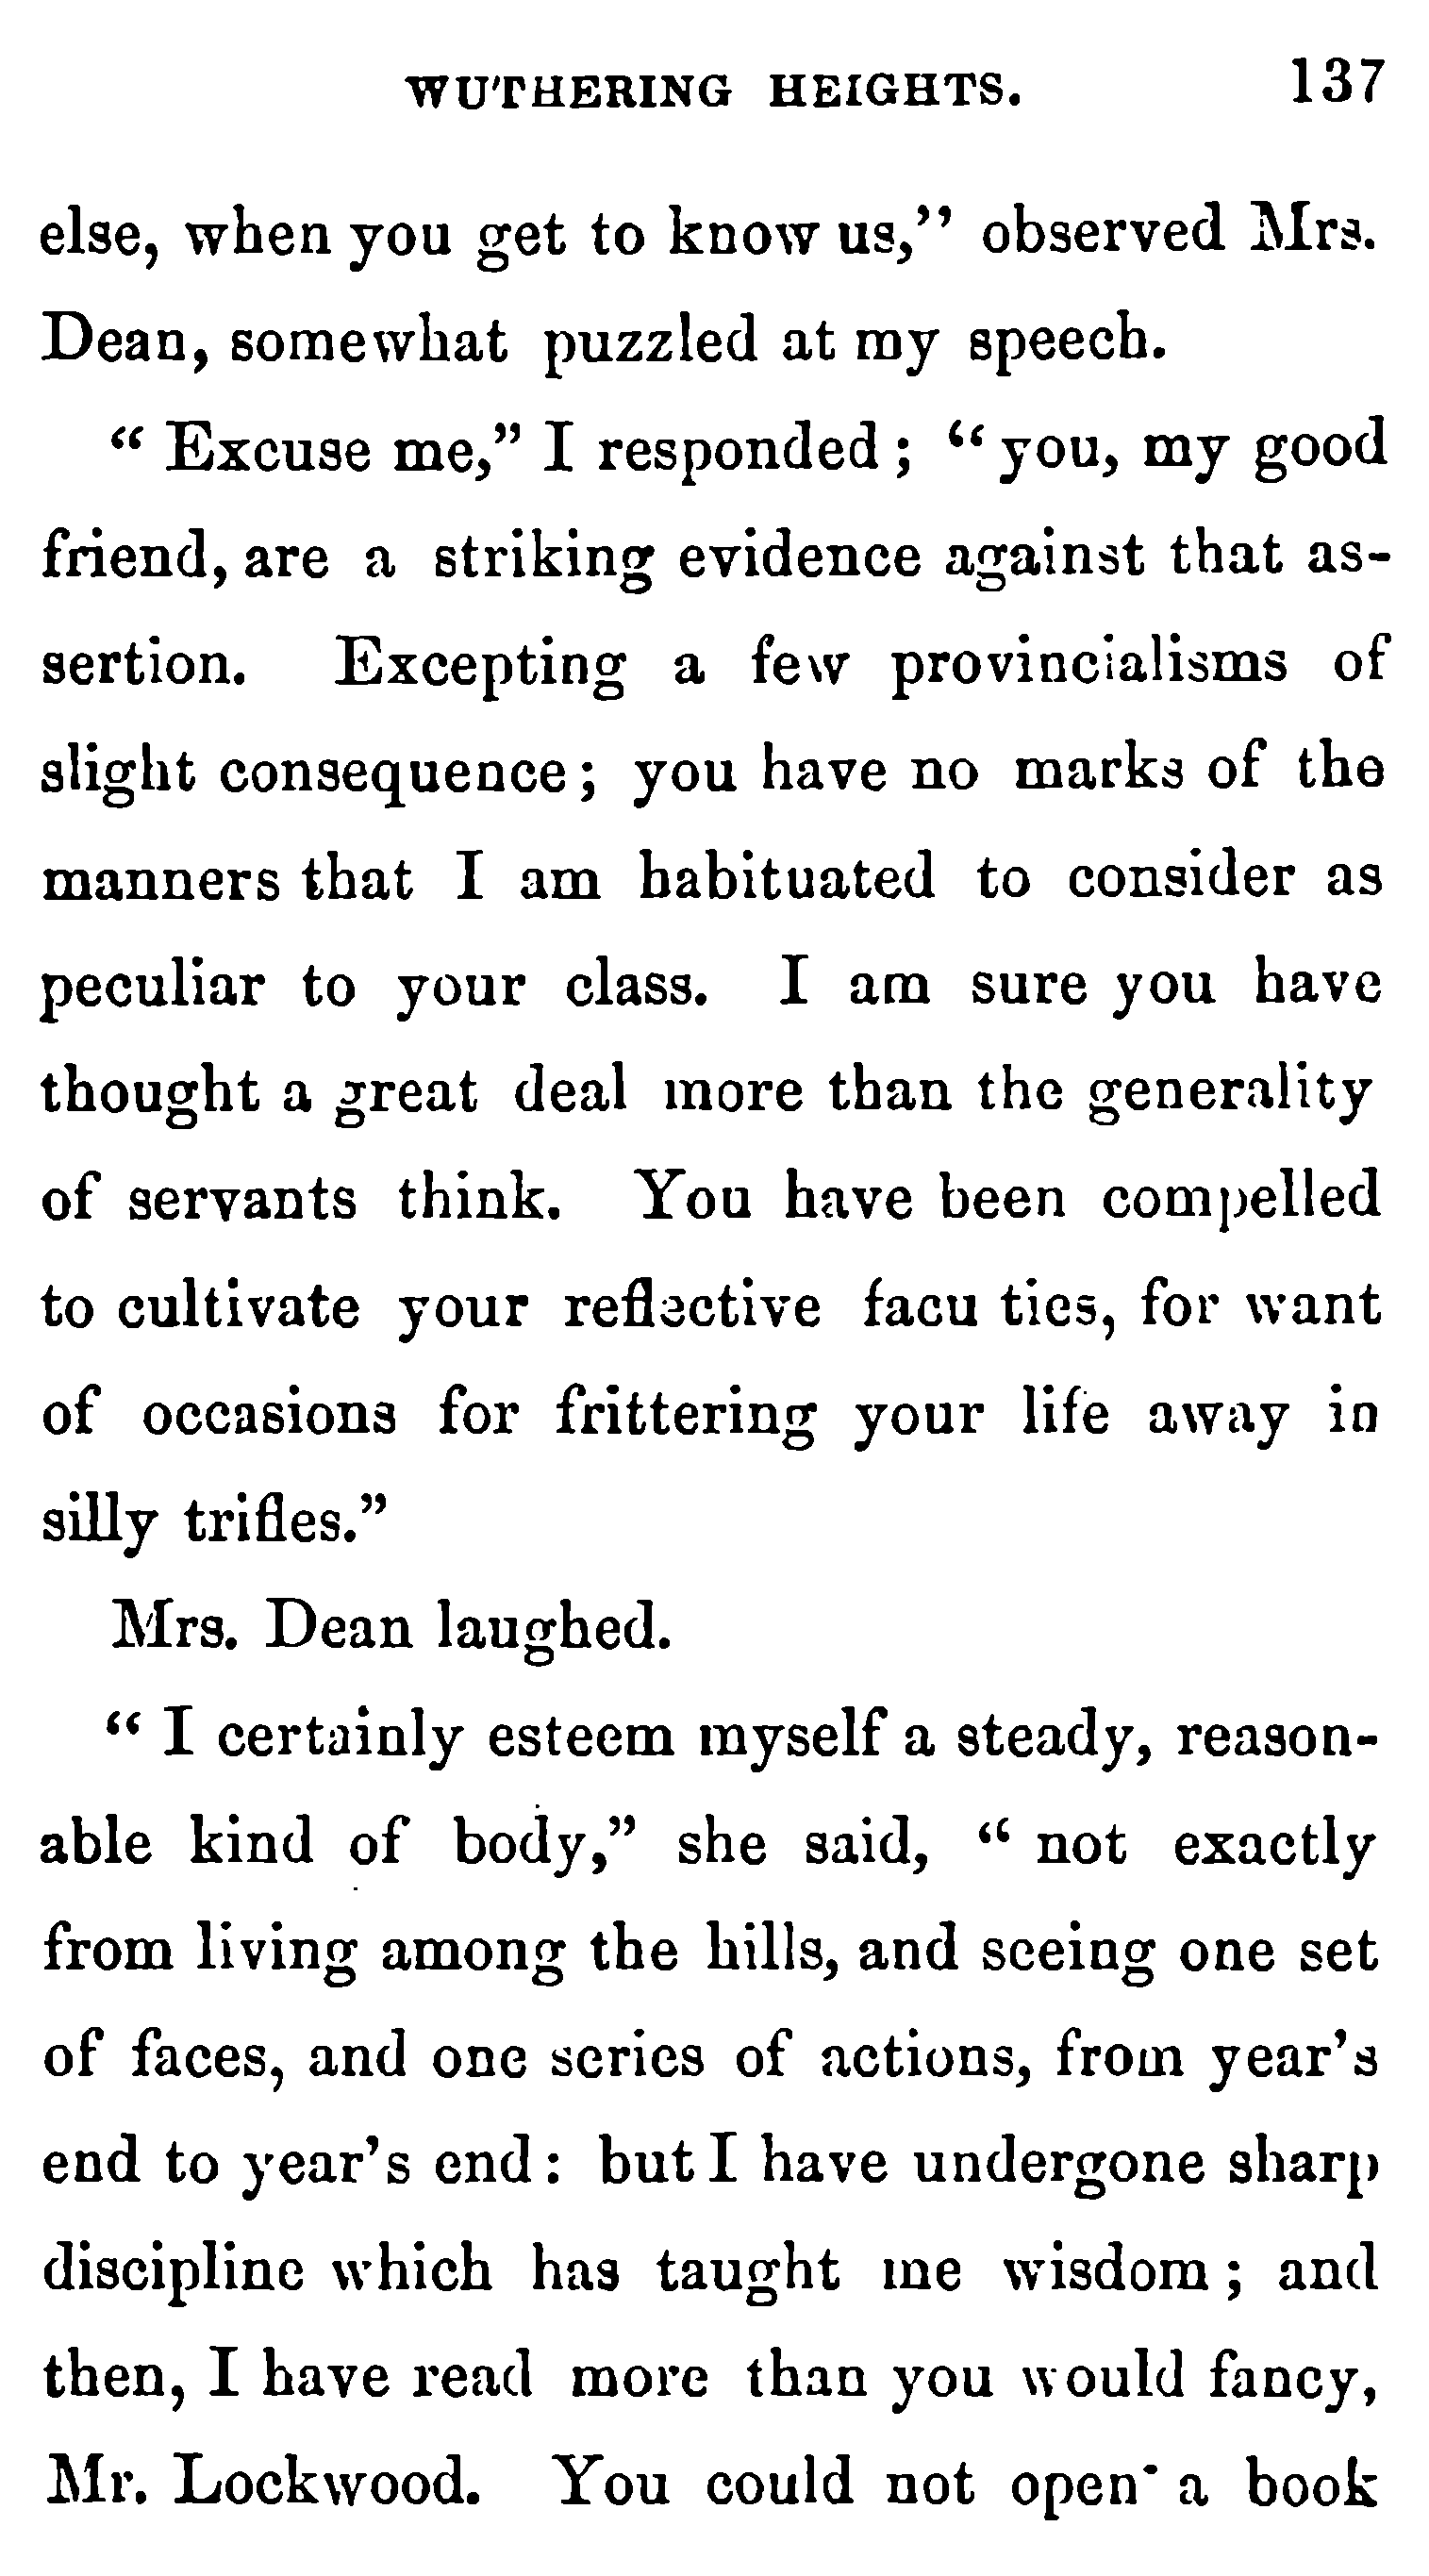 WUTHERING HEIGHTS. 137
else, when you get to know us,” observed Mrs.
Dean, somewhat puzzled at my speech.
“ Excuse me,” I responded ; “ you, my good
friend, are a striking evidence against that as-
sertion. Excepting a few provincialisms of
slight consequence ; you have no marks of the
manners that I am habituated to consider as
peculiar to your class. I am sure you have
thought a great deal more than the generality
of servants think. You have been compelled
to cultivate your reflective facu ties, for want
of occasions for frittering your life away in
silly trifles.”
Mrs. Dean laughed.
“ I certainly esteem myself a steady, reason-
able kind of body,” she said, “ not exactly
from living among the hills, and seeing one set
of faces, and one series of actions, from year’s
end to year’s end : but I have undergone sharp
discipline which has taught me wisdom ; and
then, I have read more than you would fancy,
Mr. Lockwood. You could not open a book